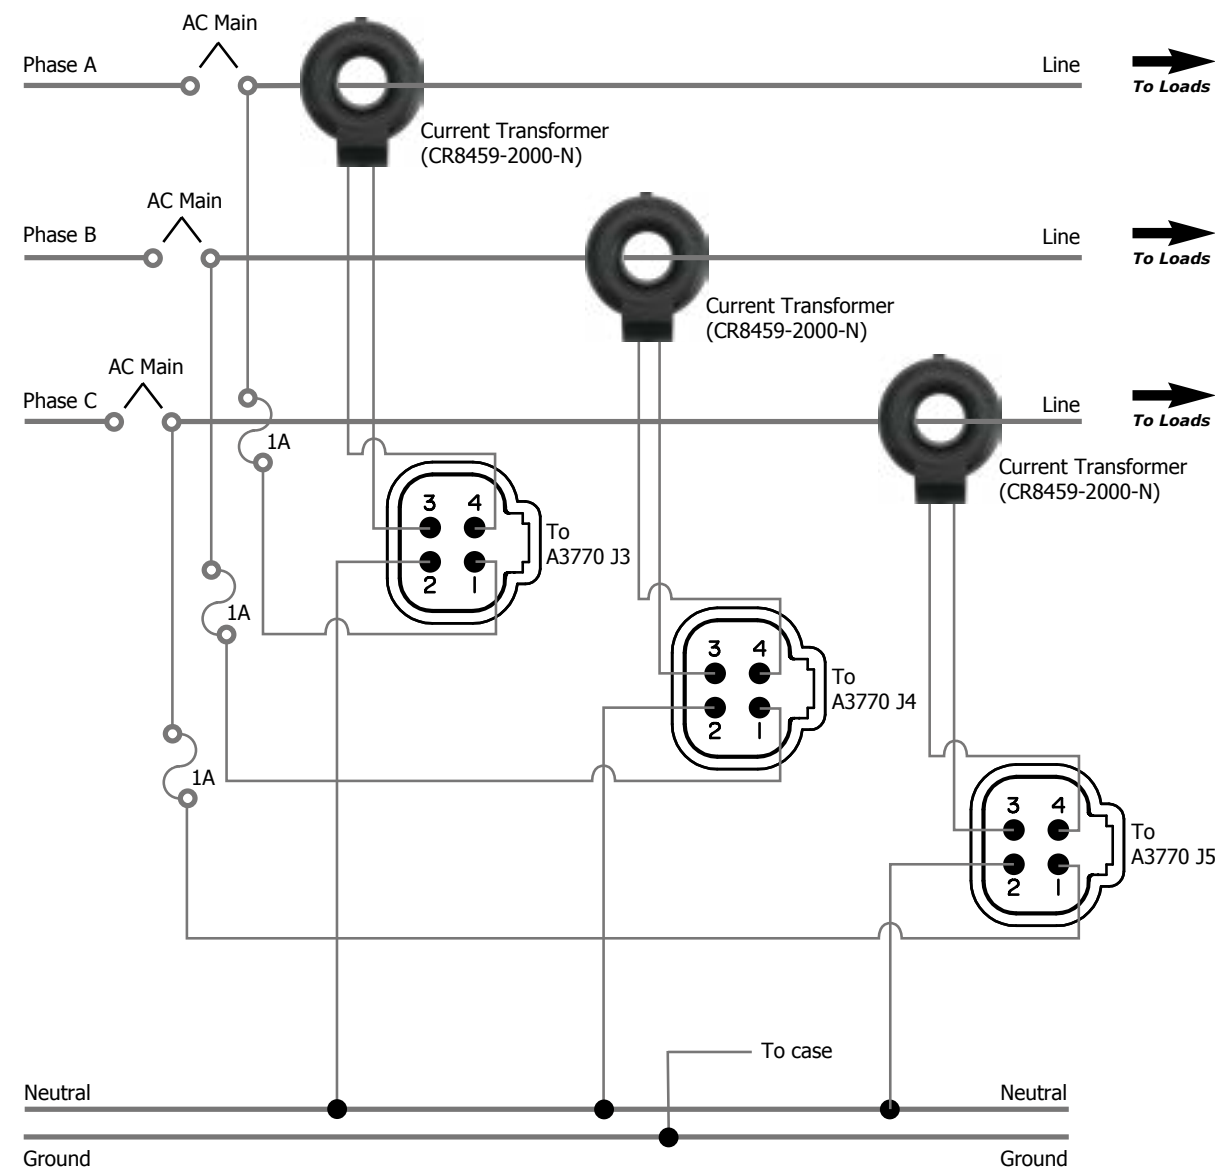 AC Main
Phase A
Line
To Loads
Current Transformer
(CR8459-2000-N)
AC Main
Phase B
Line
To Loads
Current Transformer
(CR8459-2000-N)
AC Main
Phase C
Line
To Loads
1A
Current Transformer
(CR8459-2000-N)
3 4
To
A3770 J3
2 1
1A
3 4
To
A3770 J4
2 1
1A
3 4
To
A3770 J5
2 1
To case
Neutral
Neutral
Ground
Ground